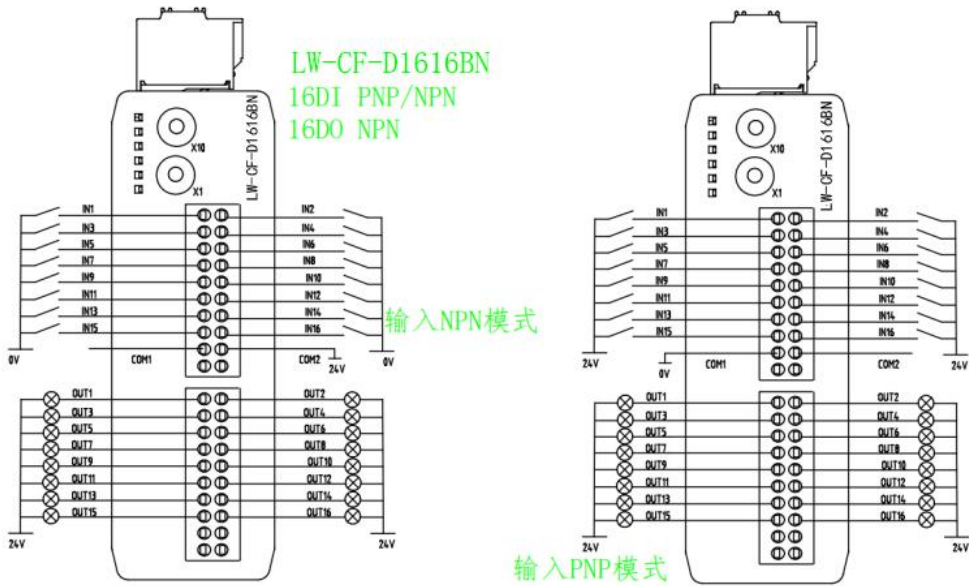 LW-CF-D1616BN
16DI PNP/NPN
16DO NPN
LW-CF-D1616BN
X10
X1
IN1 IN2
IN3 IN4
IN5 IN6
IN7 IN8
IN9 IN10
IN11 IN12
IN13 IN14
IN15 IN16
0V COM1 COM2 24V 0V
输入NPN模式
OUT1 OUT2
OUT3 OUT4
OUT5 OUT6
OUT7 OUT8
OUT9 OUT10
OUT11 OUT12
OUT13 OUT14
OUT15 OUT16
24V 24V
LW-CF-D1616BN
X10
X1
IN1 IN2
IN3 IN4
IN5 IN6
IN7 IN8
IN9 IN10
IN11 IN12
IN13 IN14
IN15 IN16
24V 0V COM1 COM2 24V
OUT1 OUT2
OUT3 OUT4
OUT5 OUT6
OUT7 OUT8
OUT9 OUT10
OUT11 OUT12
OUT13 OUT14
OUT15 OUT16
24V 24V
输入PNP模式